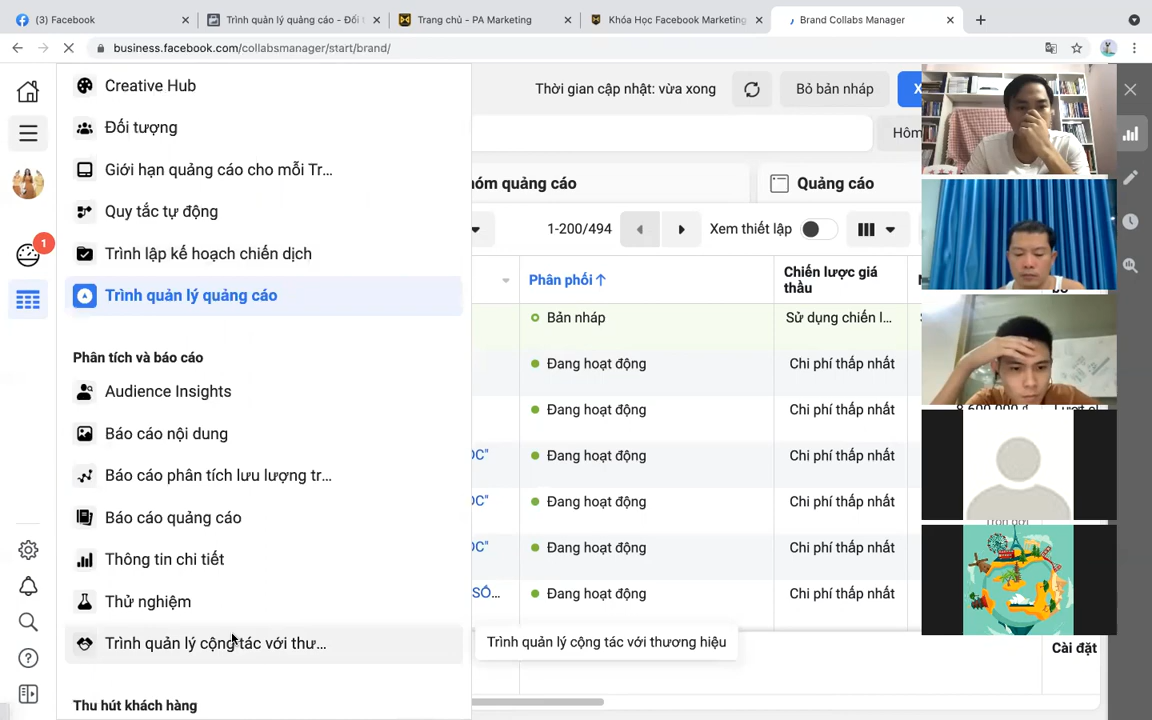 (3) Facebook
Trình quản lý quảng cáo - Đối t
Trang chủ - PA Marketing
Khóa Học Facebook Marketing
Brand Collabs Manager
business.facebook.com/collabsmanager/start/brand/
Creative Hub
Đối tượng
Giới hạn quảng cáo cho mỗi Tr...
Quy tắc tự động
Trình lập kế hoạch chiến dịch
Trình quản lý quảng cáo
Phân tích và báo cáo
Audience Insights
Báo cáo nội dung
Báo cáo phân tích lưu lượng tr...
Báo cáo quảng cáo
Thông tin chi tiết
Thử nghiệm
Trình quản lý cộng tác với thư...
Thu hút khách hàng
1
Thời gian cập nhật: vừa xong
Bỏ bản nháp
X
Hôm
hóm quảng cáo
Quảng cáo
1-200/494
Xem thiết lập
Phân phối ↑
Chiến lược giá thầu
Bản nháp
Sử dụng chiến l...
Đang hoạt động
Chi phí thấp nhất
Đang hoạt động
Chi phí thấp nhất
ỌC"
Đang hoạt động
Chi phí thấp nhất
ỌC"
Đang hoạt động
Chi phí thấp nhất
ỌC"
Đang hoạt động
Chi phí thấp nhất
SỐ...
Đang hoạt động
Chi phí thấp nhất
Trình quản lý cộng tác với thương hiệu
Cài đặt